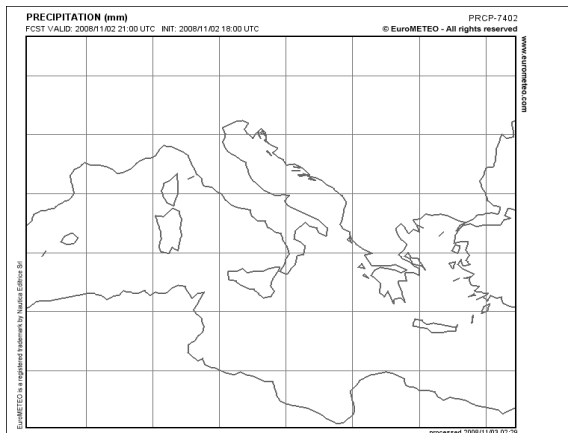 PRECIPITATION (mm)
PRCP-7402
FCST VALID: 2008/11/02 21:00 UTC INIT: 2008/11/02 18:00 UTC
© EuroMETEO - All rights reserved
www.eurometeo.com
EuroMETEO is a registered trademark by Nautica Editrice Srl
processed 2008/11/03 02:29